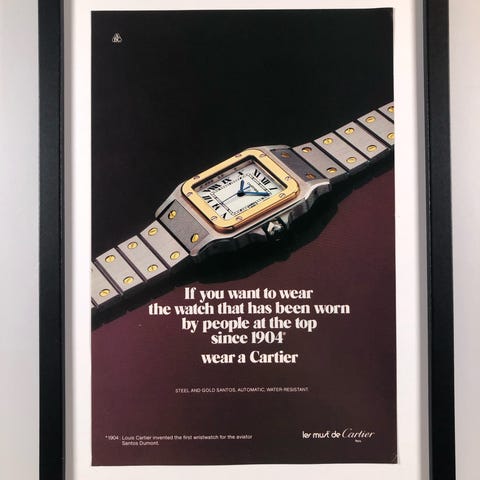 If you want to wear
the watch that has been worn
by people at the top
since 1904*
wear a Cartier
STEEL AND GOLD SANTOS, AUTOMATIC, WATER-RESISTANT.
*1904: Louis Cartier invented the first wristwatch for the aviator
Santos Dumont.
les must de Cartier
Paris